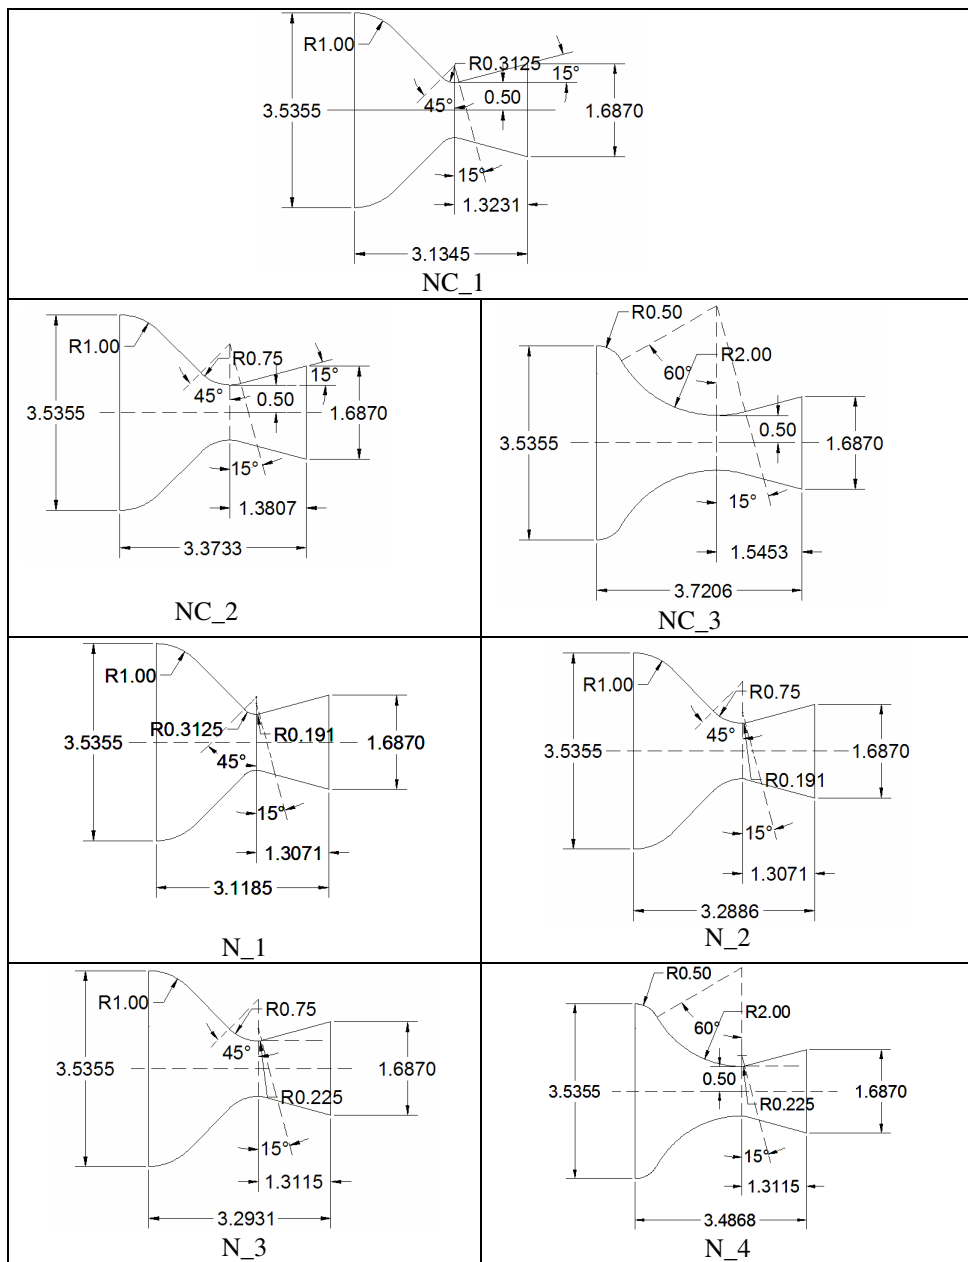 R1.00
R0.3125
15°
3.5355
45°
0.50
1.6870
15°
1.3231
3.1345
NC_1
R1.00
R0.75
15°
45°
0.50
3.5355
1.6870
15°
1.3807
3.3733
NC_2
R0.50
R2.00
60°
3.5355
0.50
1.6870
15°
1.5453
3.7206
NC_3
R1.00
R0.3125
R0.191
3.5355
1.6870
45°
15°
1.3071
3.1185
N_1
R1.00
R0.75
45°
3.5355
1.6870
R0.191
15°
1.3071
3.2886
N_2
R1.00
R0.75
45°
3.5355
1.6870
R0.225
15°
1.3115
3.2931
N_3
R0.50
R2.00
60°
0.50
3.5355
1.6870
R0.225
15°
1.3115
3.4868
N_4